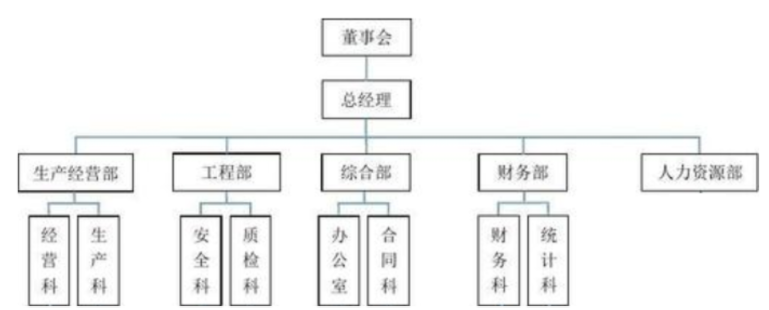 董事会
总经理
生产经营部
工程部
综合部
财务部
人力资源部
经营科
生产科
安全科
质检科
办公室
合同科
财务科
统计科